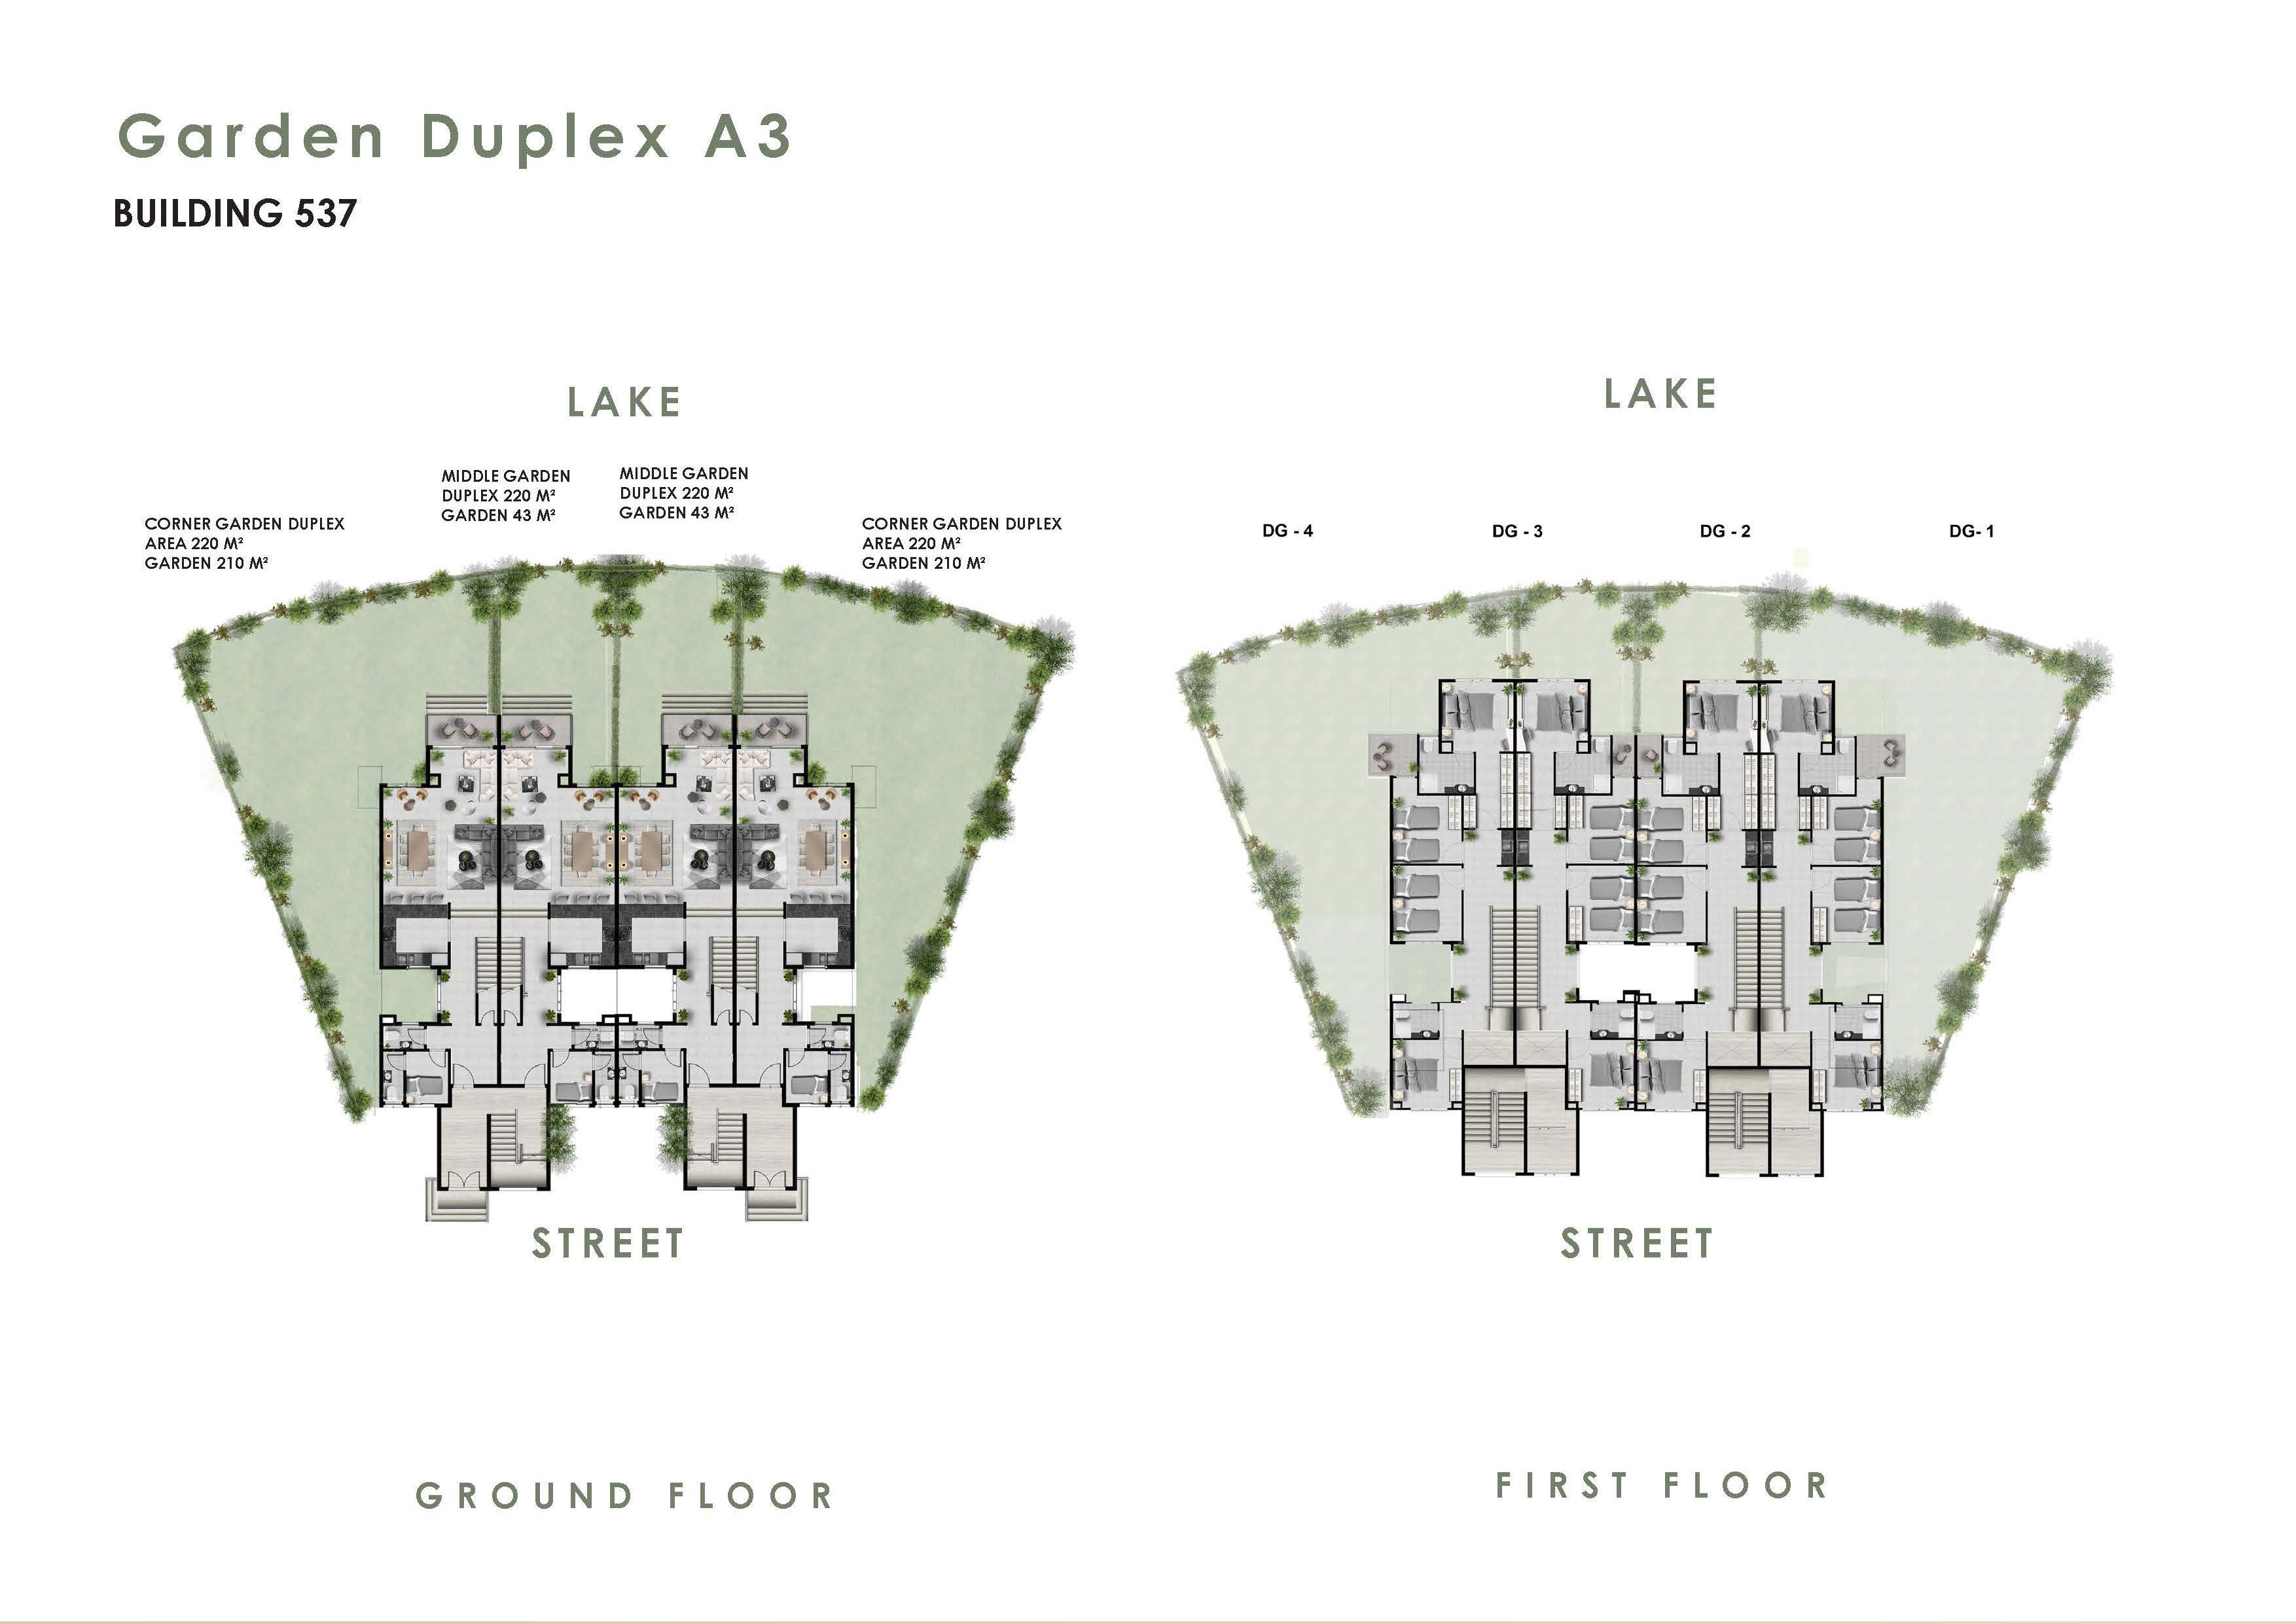 Garden Duplex A3
BUILDING 537
LAKE
MIDDLE GARDEN
DUPLEX 220 M²
GARDEN 43 M²
MIDDLE GARDEN
DUPLEX 220 M²
GARDEN 43 M²
CORNER GARDEN DUPLEX
AREA 220 M²
GARDEN 210 M²
CORNER GARDEN DUPLEX
AREA 220 M²
GARDEN 210 M²
STREET
GROUND FLOOR
LAKE
DG - 4
DG - 3
DG - 2
DG- 1
STREET
FIRST FLOOR